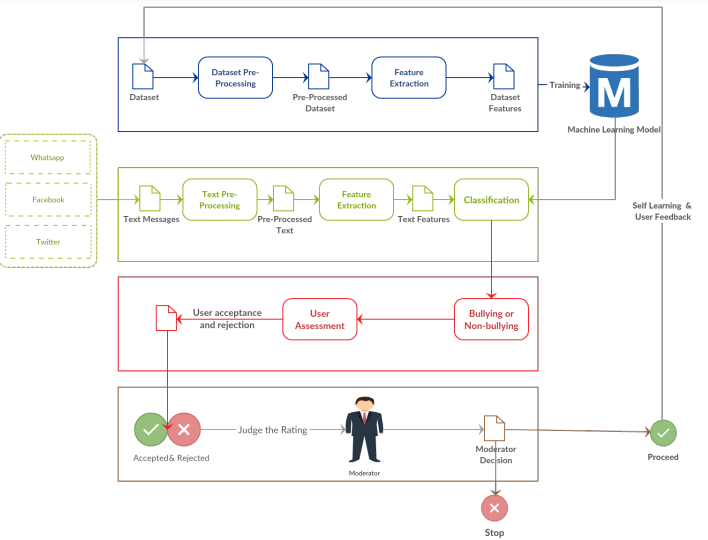 Dataset
Dataset Pre-
Processing
Pre-Processed
Dataset
Feature
Extraction
Dataset
Features
Training
M
Machine Learning Model
Whatsapp
Facebook
Twitter
Text Messages
Text Pre-
Processing
Pre-Processed
Text
Feature
Extraction
Text Features
Classification
Self Learning &
User Feedback
User acceptance
and rejection
User
Assessment
Bullying or
Non-bullying
Accepted& Rejected
Judge the Rating
Moderator
Moderator
Decision
Proceed
Stop